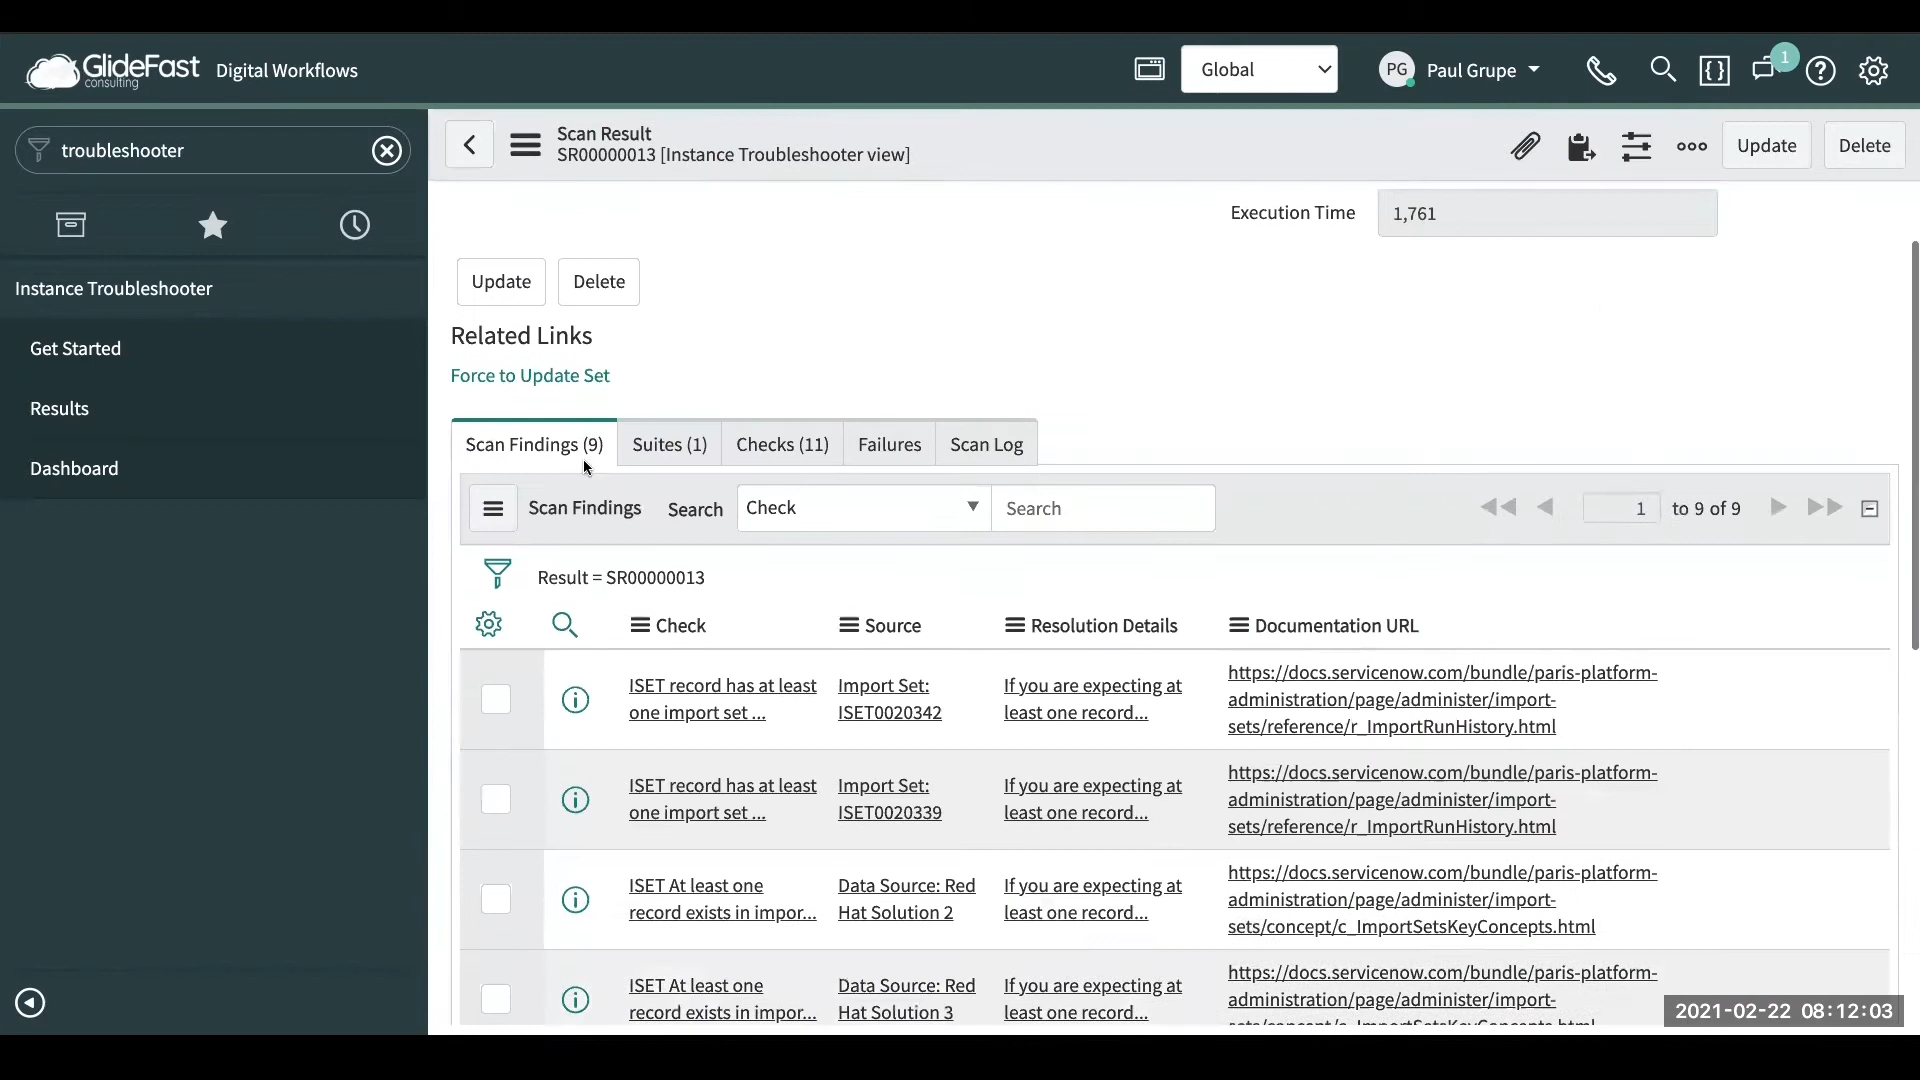 GlideFast
consulting
Digital Workflows
Global
PG
Paul Grupe
1
troubleshooter
Instance Troubleshooter
Get Started
Results
Dashboard
Scan Result
SR00000013 [Instance Troubleshooter view]
Update
Delete
Execution Time
1,761
Update
Delete
Related Links
Force to Update Set
Scan Findings (9)
Suites (1)
Checks (11)
Failures
Scan Log
Scan Findings
Search
Check
Search
1
to 9 of 9
Result = SR00000013
Check
Source
Resolution Details
Documentation URL
ISET record has at least
one import set ...
Import Set:
ISET0020342
If you are expecting at
least one record...
https://docs.servicenow.com/bundle/paris-platform-
administration/page/administer/import-
sets/reference/r_ImportRunHistory.html
ISET record has at least
one import set ...
Import Set:
ISET0020339
If you are expecting at
least one record...
https://docs.servicenow.com/bundle/paris-platform-
administration/page/administer/import-
sets/reference/r_ImportRunHistory.html
ISET At least one
record exists in impor...
Data Source: Red
Hat Solution 2
If you are expecting at
least one record...
https://docs.servicenow.com/bundle/paris-platform-
administration/page/administer/import-
sets/concept/c_ImportSetsKeyConcepts.html
ISET At least one
record exists in impor...
Data Source: Red
Hat Solution 3
If you are expecting at
least one record...
https://docs.servicenow.com/bundle/paris-platform-
administration/page/administer/import-
2021-02-22 08:12:03